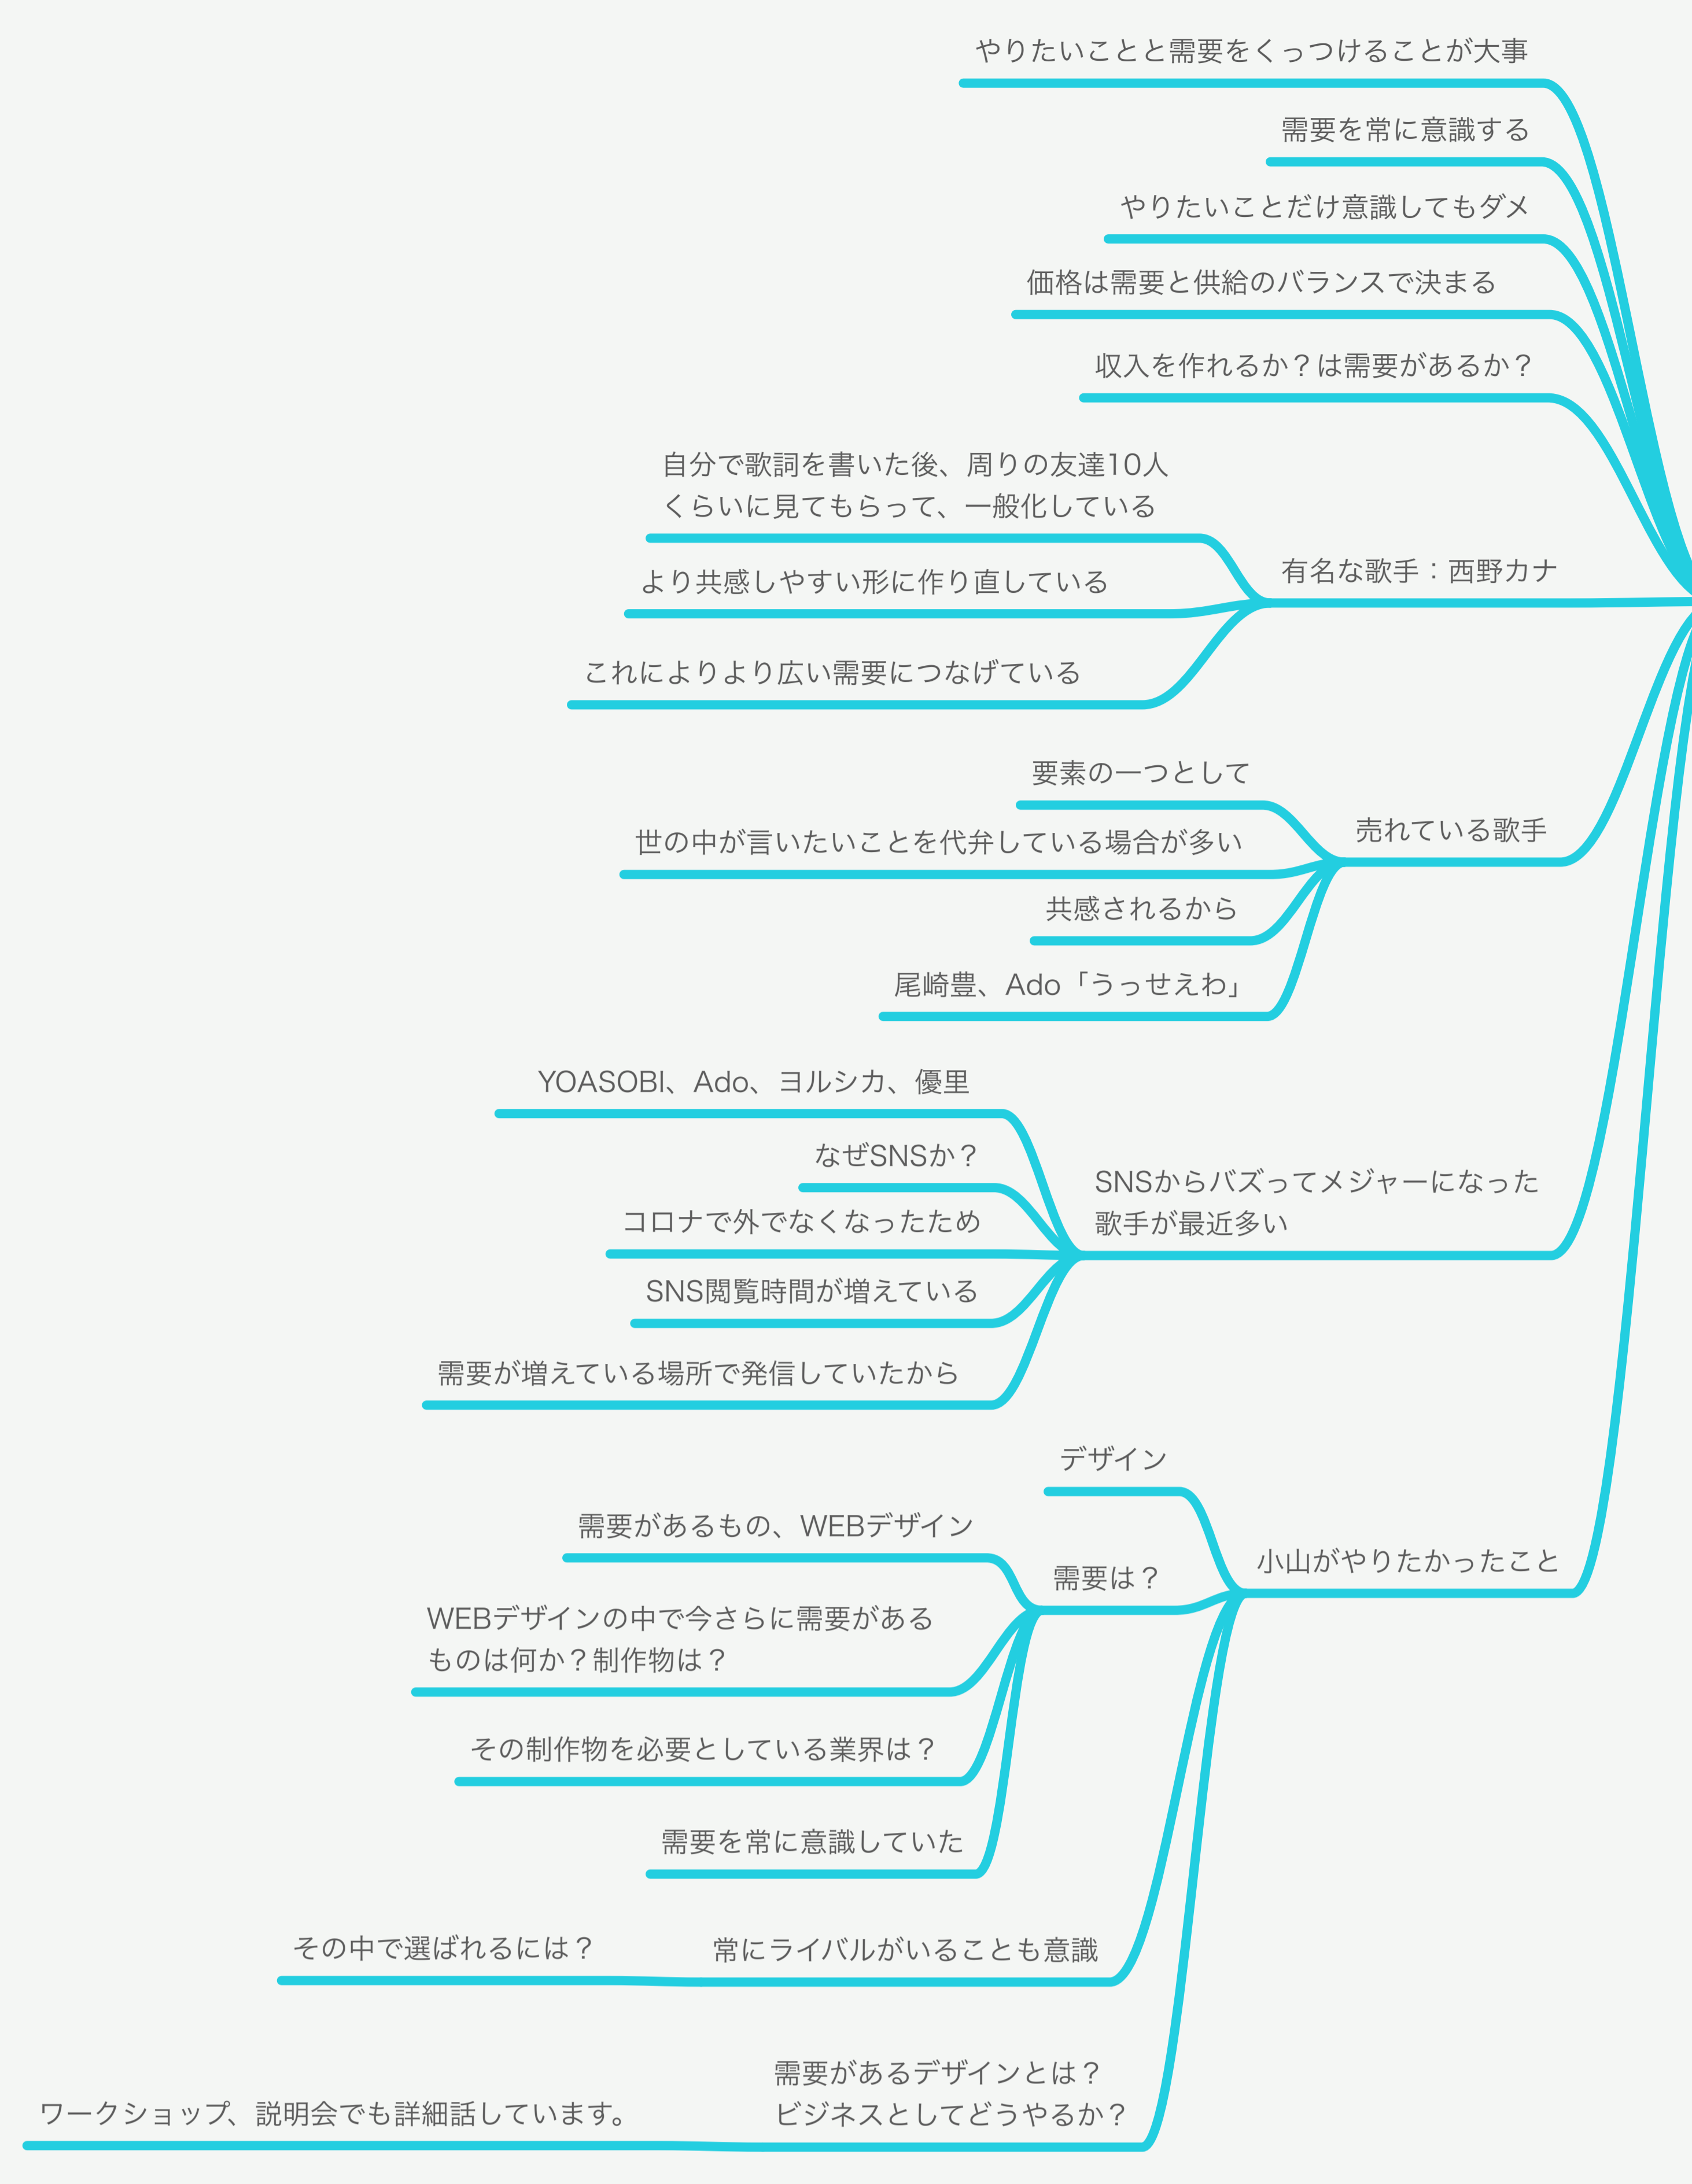 やりたいことと需要をくっつけることが大事
需要を常に意識する
やりたいことだけ意識してもダメ
価格は需要と供給のバランスで決まる
収入を作れるか？は需要があるか？
有名な歌手：西野カナ
自分で歌詞を書いた後、周りの友達10人
くらいに見てもらって、一般化している
より共感しやすい形に作り直している
これによりより広い需要につなげている
売れている歌手
要素の一つとして
世の中が言いたいことを代弁している場合が多い
共感されるから
尾崎豊、Ado「うっせえわ」
SNSからバズってメジャーになった
歌手が最近多い
YOASOBI、Ado、ヨルシカ、優里
なぜSNSか？
コロナで外でなくなったため
SNS閲覧時間が増えている
需要が増えている場所で発信していたから
小山がやりたかったこと
デザイン
需要は？
需要があるもの、WEBデザイン
WEBデザインの中で今さらに需要がある
ものは何か？制作物は？
その制作物を必要としている業界は？
需要を常に意識していた
常にライバルがいることも意識
その中で選ばれるには？
需要があるデザインとは？
ビジネスとしてどうやるか？
ワークショップ、説明会でも詳細話しています。